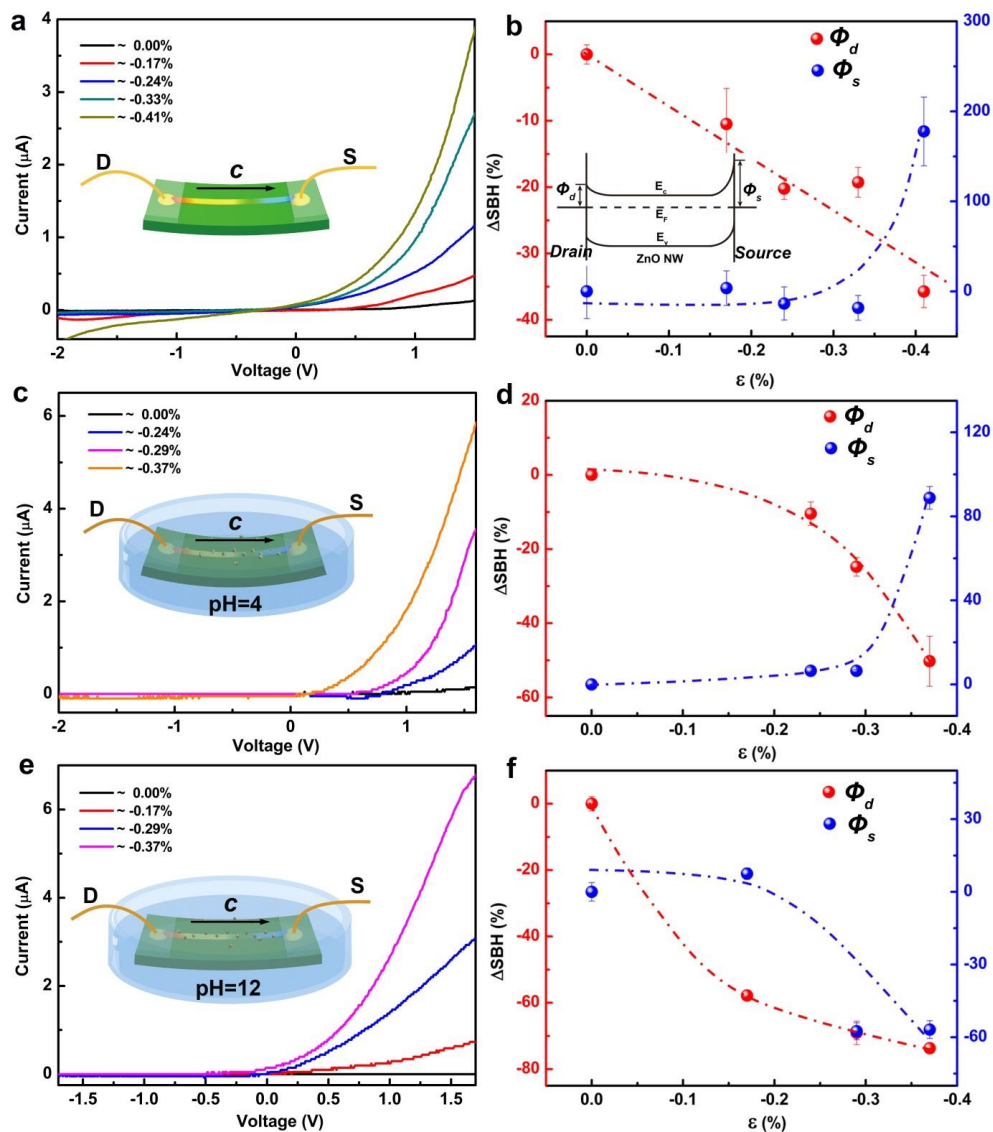 a
4
3
2
1
0
Current (μA)
~ 0.00%
~ -0.17%
~ -0.24%
~ -0.33%
~ -0.41%
D
c
S
-2
-1
0
1
Voltage (V)
b
0
-10
-20
-30
-40
ΔSBH (%)
Φd
Φs
300
200
100
0
Φd
Ec
EF
Ev
Φs
Drain
ZnO NW
Source
0.0
-0.1
-0.2
-0.3
-0.4
ε (%)
c
6
4
2
0
Current (μA)
~ 0.00%
~ -0.24%
~ -0.29%
~ -0.37%
D
c
S
pH=4
-2
-1
0
1
Voltage (V)
d
20
0
-20
-40
-60
ΔSBH (%)
Φd
Φs
120
80
40
0
0.0
-0.1
-0.2
-0.3
-0.4
ε (%)
e
6
4
2
0
Current (μA)
~ 0.00%
~ -0.17%
~ -0.29%
~ -0.37%
D
c
S
pH=12
-1.5
-1.0
-0.5
0.0
0.5
1.0
1.5
Voltage (V)
f
0
-20
-40
-60
-80
ΔSBH (%)
Φd
Φs
30
0
-30
-60
0.0
-0.1
-0.2
-0.3
-0.4
ε (%)